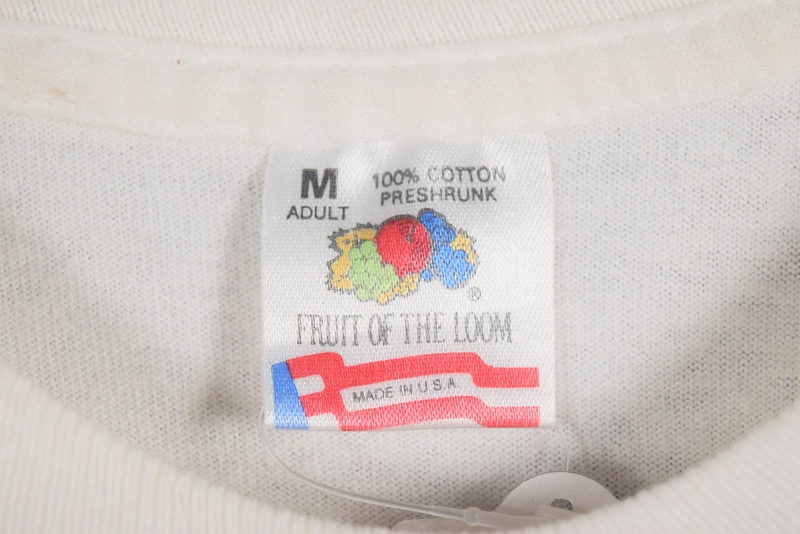 M
ADULT
100% COTTON
PRESHRUNK
®
FRUIT OF THE LOOM
MADE IN U.S.A.